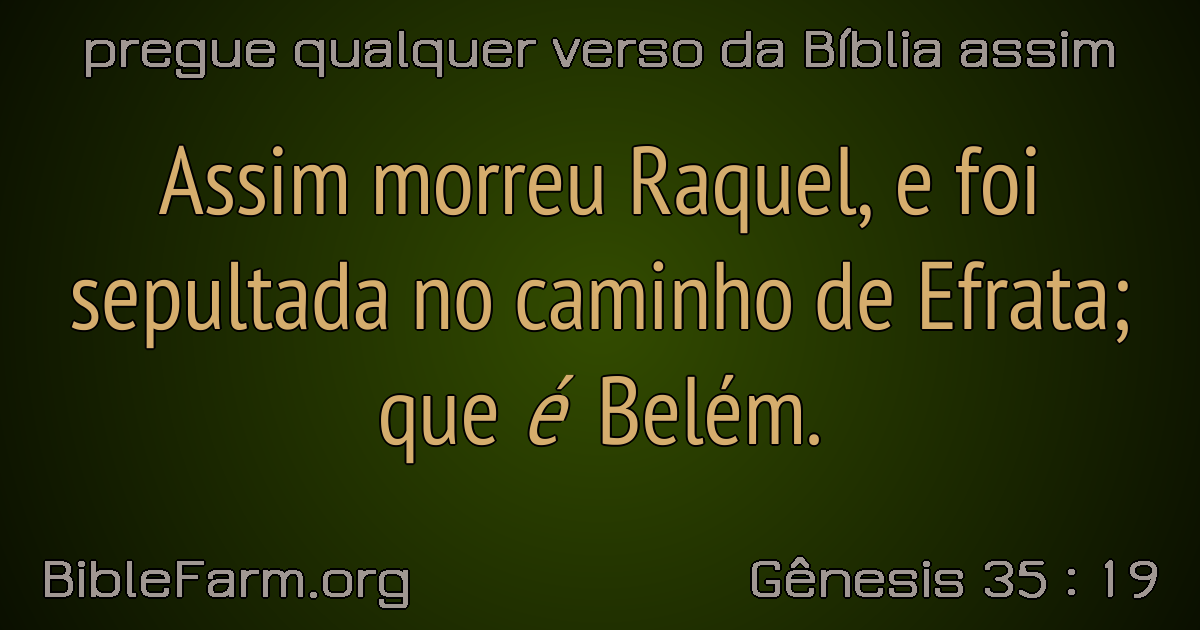 pregue qualquer verso da Bíblia assim
Assim morreu Raquel, e foi
sepultada no caminho de Efrata;
que é Belém.
BibleFarm.org
Gênesis 35 : 19